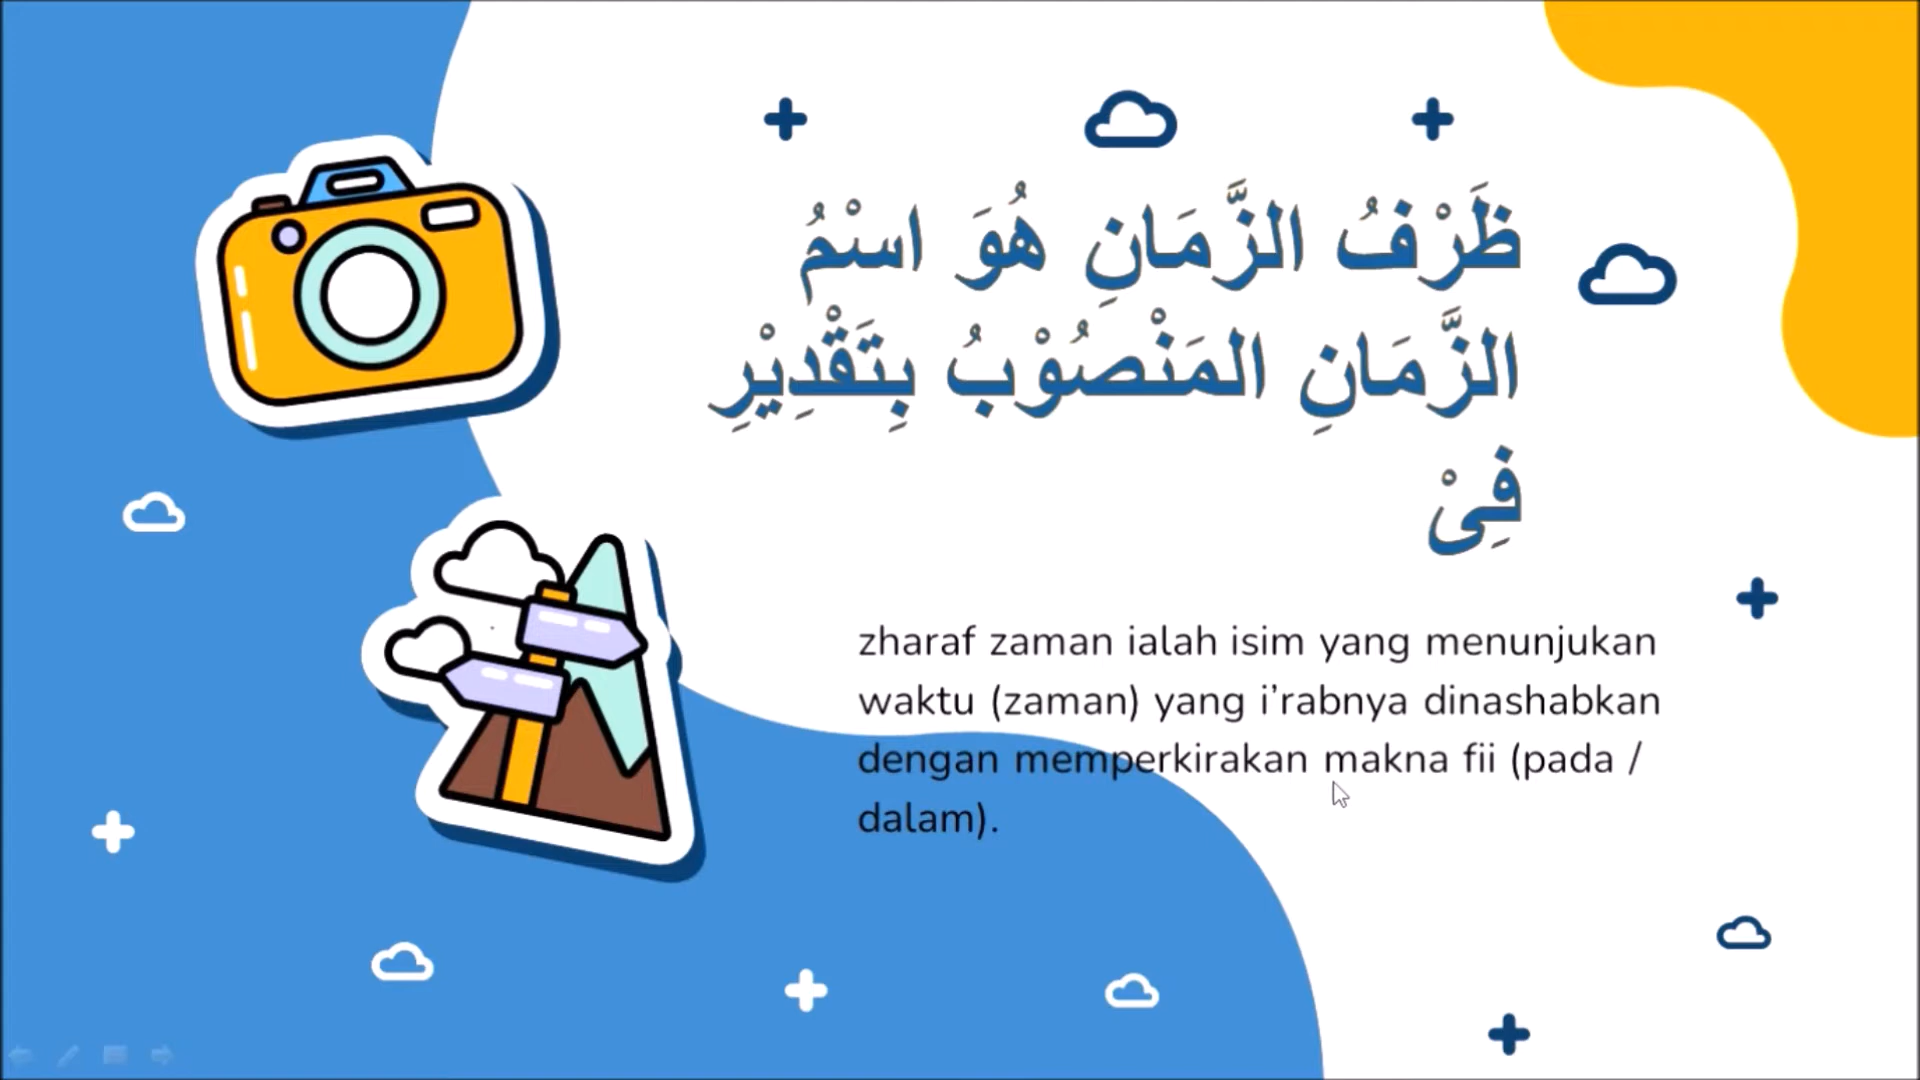 ظَرْفُ الزَّمَانِ هُوَ اسْمُ
الزَّمَانِ المَنْصُوْبُ بِتَقْدِيْرِ
فِىْ
zharaf zaman ialah isim yang menunjukan
waktu (zaman) yang i’rabnya dinashabkan
dengan memperkirakan makna fii (pada /
dalam).